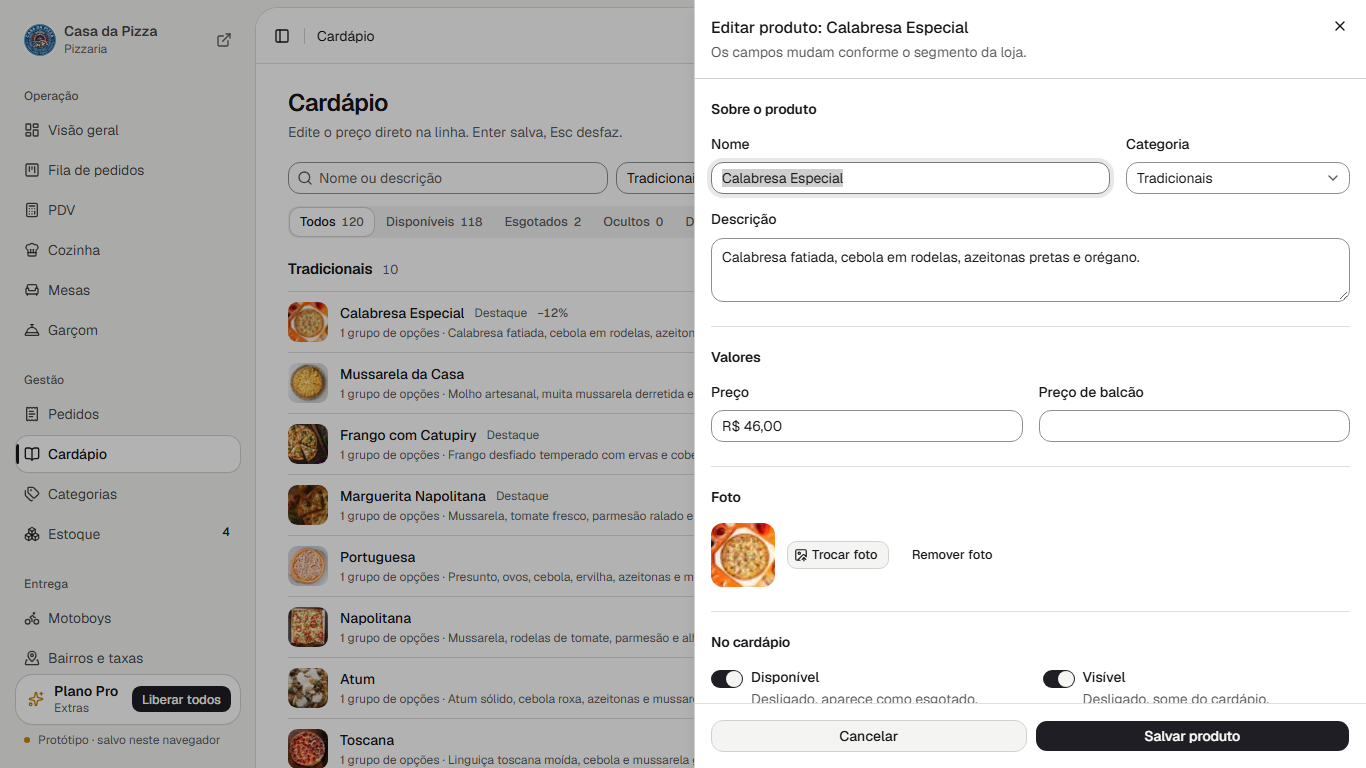 Casa da Pizza
Pizzaria
Operação
Visão geral
Fila de pedidos
PDV
Cozinha
Mesas
Garçom
Gestão
Pedidos
Cardápio
Categorias
Estoque 4
Entrega
Motoboys
Bairros e taxas
Plano Pro
Extras
Liberar todos
Protótipo · salvo neste navegador
Cardápio
Cardápio
Edite o preço direto na linha. Enter salva, Esc desfaz.
Nome ou descrição
Tradicionai
Todos 120 Disponíveis 118 Esgotados 2 Ocultos 0 D
Tradicionais 10
Calabresa Especial Destaque −12%
1 grupo de opções · Calabresa fatiada, cebola em rodelas, azeiton
Mussarela da Casa
1 grupo de opções · Molho artesanal, muita mussarela derretida e
Frango com Catupiry Destaque
1 grupo de opções · Frango desfiado temperado com ervas e cobe
Marguerita Napolitana Destaque
1 grupo de opções · Mussarela, tomate fresco, parmesão ralado e
Portuguesa
1 grupo de opções · Presunto, ovos, cebola, ervilha, azeitonas e m
Napolitana
1 grupo de opções · Mussarela, rodelas de tomate, parmesão e alh
Atum
1 grupo de opções · Atum sólido, cebola roxa, azeitonas e mussare
Toscana
1 grupo de opções · Linguiça toscana moída, cebola e mussarela
Editar produto: Calabresa Especial
Os campos mudam conforme o segmento da loja.
Sobre o produto
Nome Categoria
Calabresa Especial Tradicionais
Descrição
Calabresa fatiada, cebola em rodelas, azeitonas pretas e orégano.
Valores
Preço Preço de balcão
R$ 46,00
Foto
Trocar foto Remover foto
No cardápio
Disponível Visível
Desligado, aparece como esgotado. Desligado, some do cardápio.
Cancelar Salvar produto